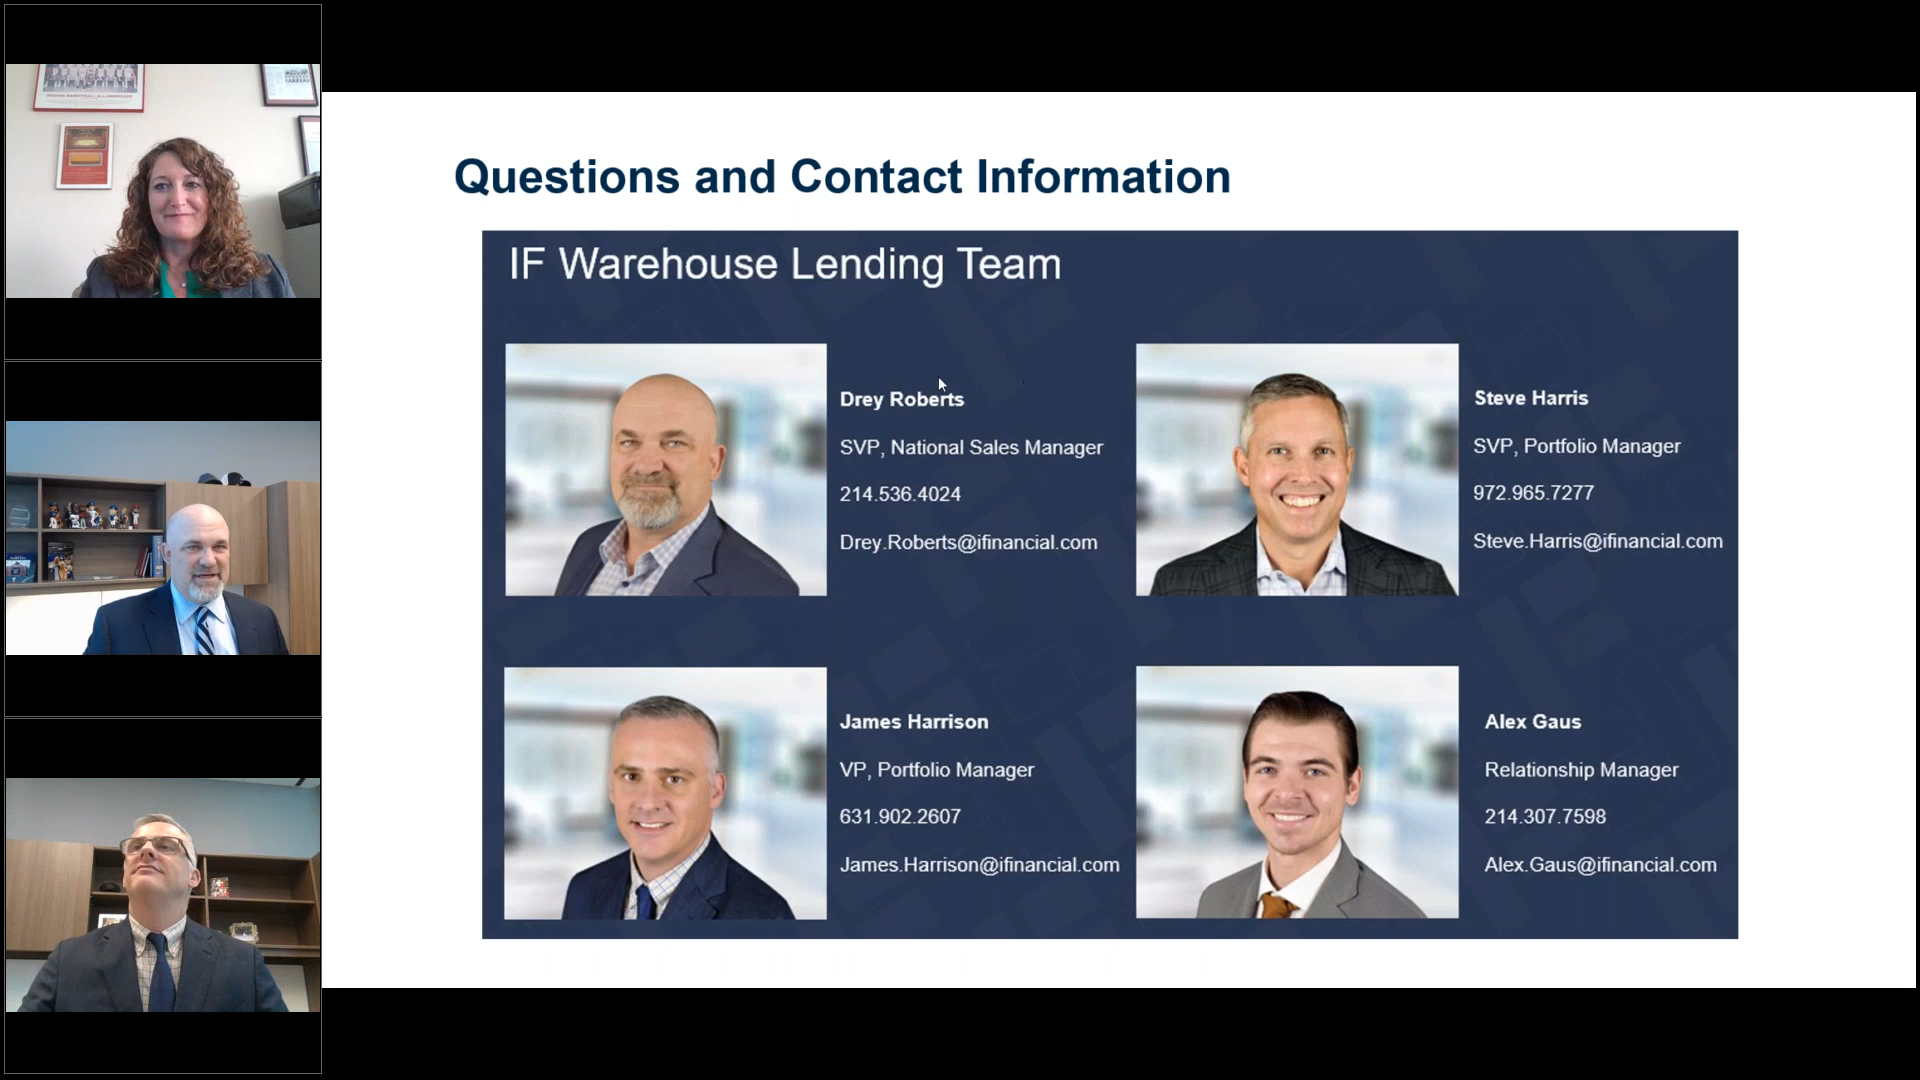 Questions and Contact Information
IF Warehouse Lending Team
Drey Roberts
SVP, National Sales Manager
214.536.4024
Drey.Roberts@ifinancial.com
Steve Harris
SVP, Portfolio Manager
972.965.7277
Steve.Harris@ifinancial.com
James Harrison
VP, Portfolio Manager
631.902.2607
James.Harrison@ifinancial.com
Alex Gaus
Relationship Manager
214.307.7598
Alex.Gaus@ifinancial.com